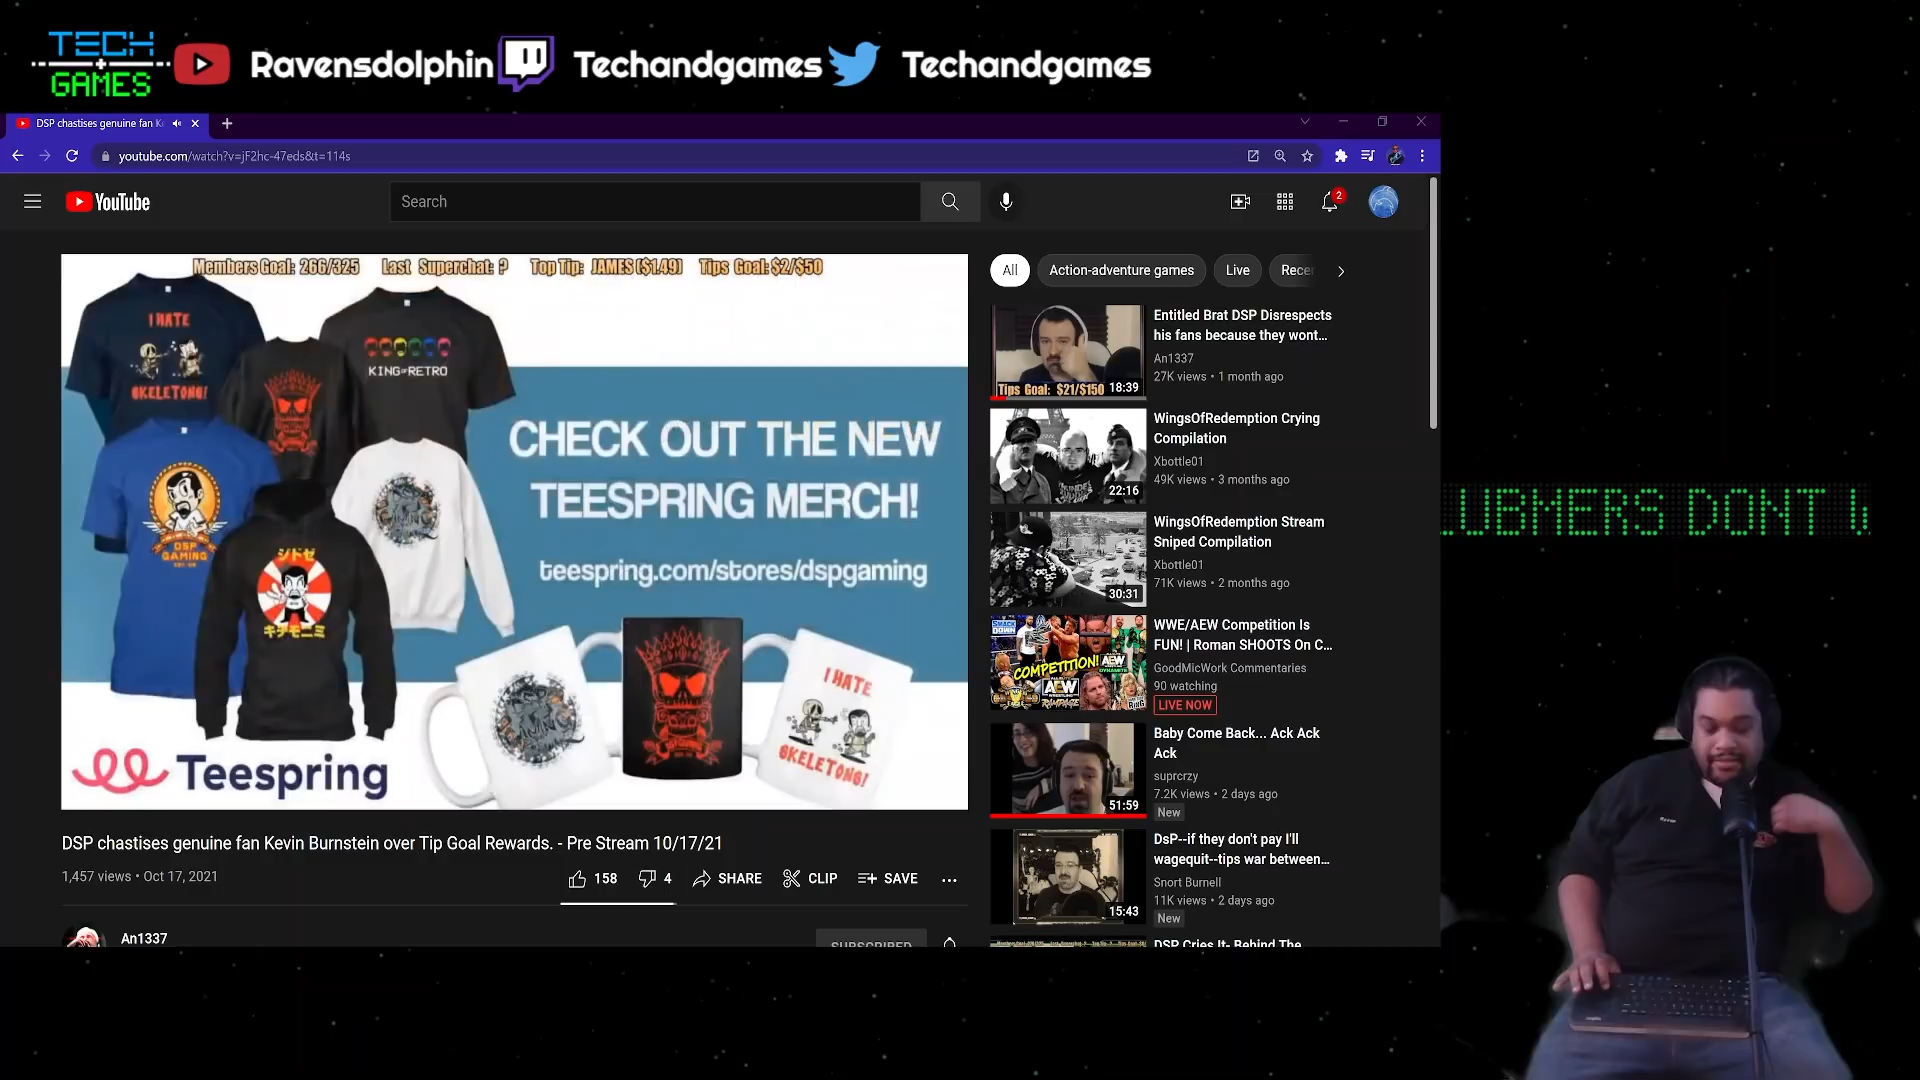 TECH
+
GAMES
Ravensdolphin
Techandgames
Techandgames
DSP chastises genuine fan K
youtube.com/watch?v=jF2hc-47eds&t=114s
YouTube
Search
2
Members Goal: 266/325 Last Superchat: ? Top Tip: JAMES ($1.49) Tips Goal: $2/$50
I HATE
SKELETONS!
KING OF RETRO
DSP
GAMING
CHECK OUT THE NEW
TEESPRING MERCH!
teespring.com/stores/dspgaming
I HATE
SKELETONS!
Teespring
All
Action-adventure games
Live
Rece
Entitled Brat DSP Disrespects
his fans because they wont...
An1337
27K views • 1 month ago
Tips Goal: $21/$150
18:39
WingsOfRedemption Crying
Compilation
Xbottle01
49K views • 3 months ago
22:16
WingsOfRedemption Stream
Sniped Compilation
Xbottle01
71K views • 2 months ago
30:31
WWE/AEW Competition Is
FUN! | Roman SHOOTS On C...
GoodMicWork Commentaries
90 watching
LIVE NOW
COMPETITION!
AEW
Baby Come Back... Ack Ack
Ack
suprcrzy
7.2K views • 2 days ago
New
51:59
DsP--if they don't pay I'll
wagequit--tips war between...
Snort Burnell
11K views • 2 days ago
New
15:43
DSP Cries It- Behind The
DSP chastises genuine fan Kevin Burnstein over Tip Goal Rewards. - Pre Stream 10/17/21
1,457 views • Oct 17, 2021
158
4
SHARE
CLIP
SAVE
An1337
SUBSCRIBED
LUBMERS DONT